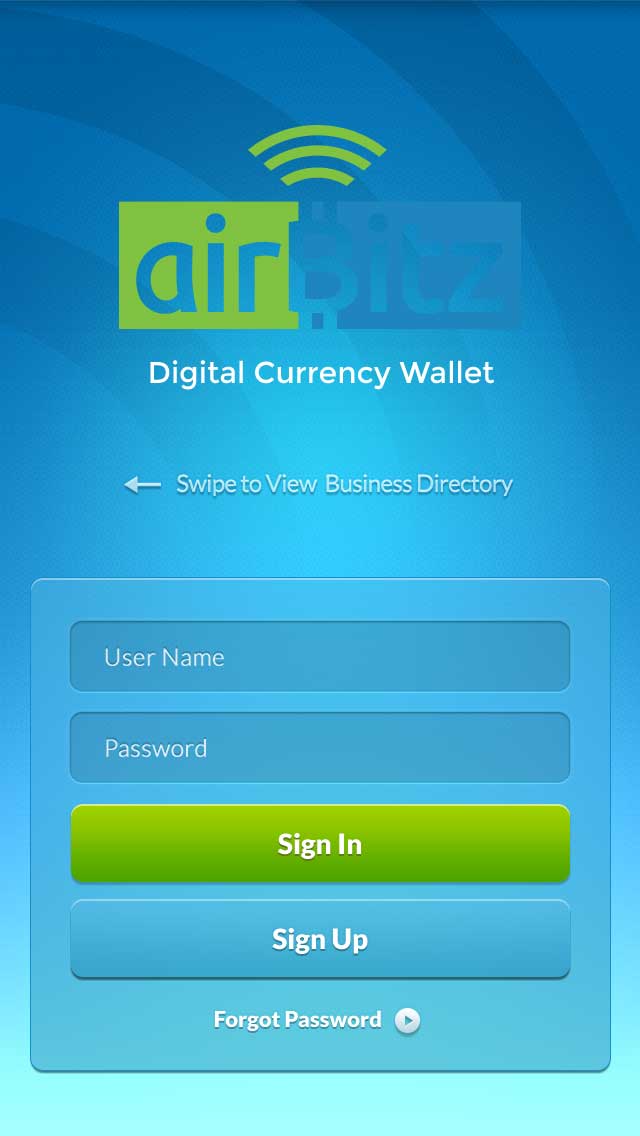 airBitz
Digital Currency Wallet
Swipe to View Business Directory
User Name
Password
Sign In
Sign Up
Forgot Password